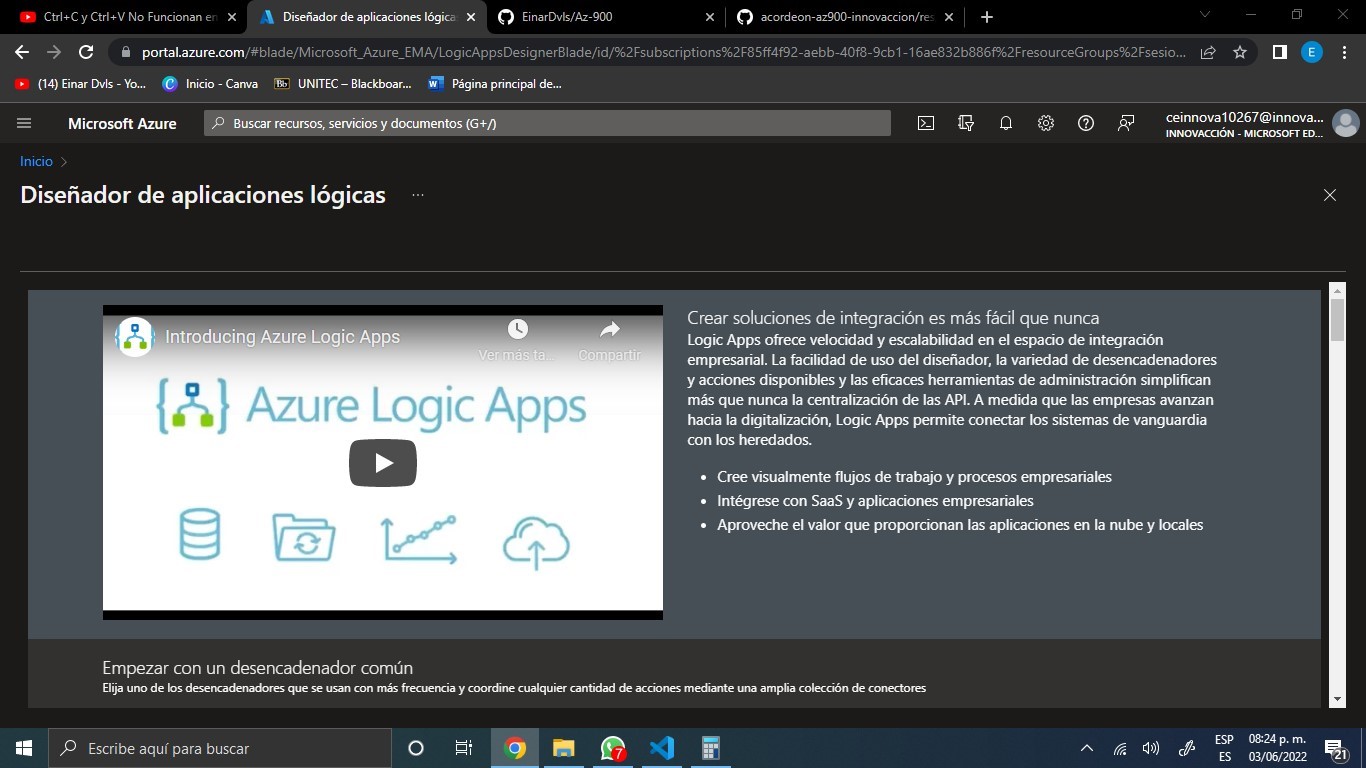 Ctrl+C y Ctrl+V No Funcionan en
Diseñador de aplicaciones lógicas
EinarDvls/Az-900
acordeon-az900-innovaccion/res
portal.azure.com/#blade/Microsoft_Azure_EMA/LogicAppsDesignerBlade/id/%2Fsubscriptions%2F85ff4f92-aebb-40f8-9cb1-16ae832b886f%2FresourceGroups%2Fsesio...
E
(14) Einar Dvls - Yo...
Inicio - Canva
Bb UNITEC – Blackboar...
Página principal de...
Microsoft Azure
Buscar recursos, servicios y documentos (G+/)
ceinnova10267@innova...
INNOVACCIÓN - MICROSOFT ED...
Inicio
Diseñador de aplicaciones lógicas
...
Introducing Azure Logic Apps
Ver más ta...
Compartir
Azure Logic Apps
Crear soluciones de integración es más fácil que nunca
Logic Apps ofrece velocidad y escalabilidad en el espacio de integración
empresarial. La facilidad de uso del diseñador, la variedad de desencadenadores
y acciones disponibles y las eficaces herramientas de administración simplifican
más que nunca la centralización de las API. A medida que las empresas avanzan
hacia la digitalización, Logic Apps permite conectar los sistemas de vanguardia
con los heredados.
• Cree visualmente flujos de trabajo y procesos empresariales
• Intégrese con SaaS y aplicaciones empresariales
• Aproveche el valor que proporcionan las aplicaciones en la nube y locales
Empezar con un desencadenador común
Elija uno de los desencadenadores que se usan con más frecuencia y coordine cualquier cantidad de acciones mediante una amplia colección de conectores
Escribe aquí para buscar
7
ESP
ES
08:24 p. m.
03/06/2022
21